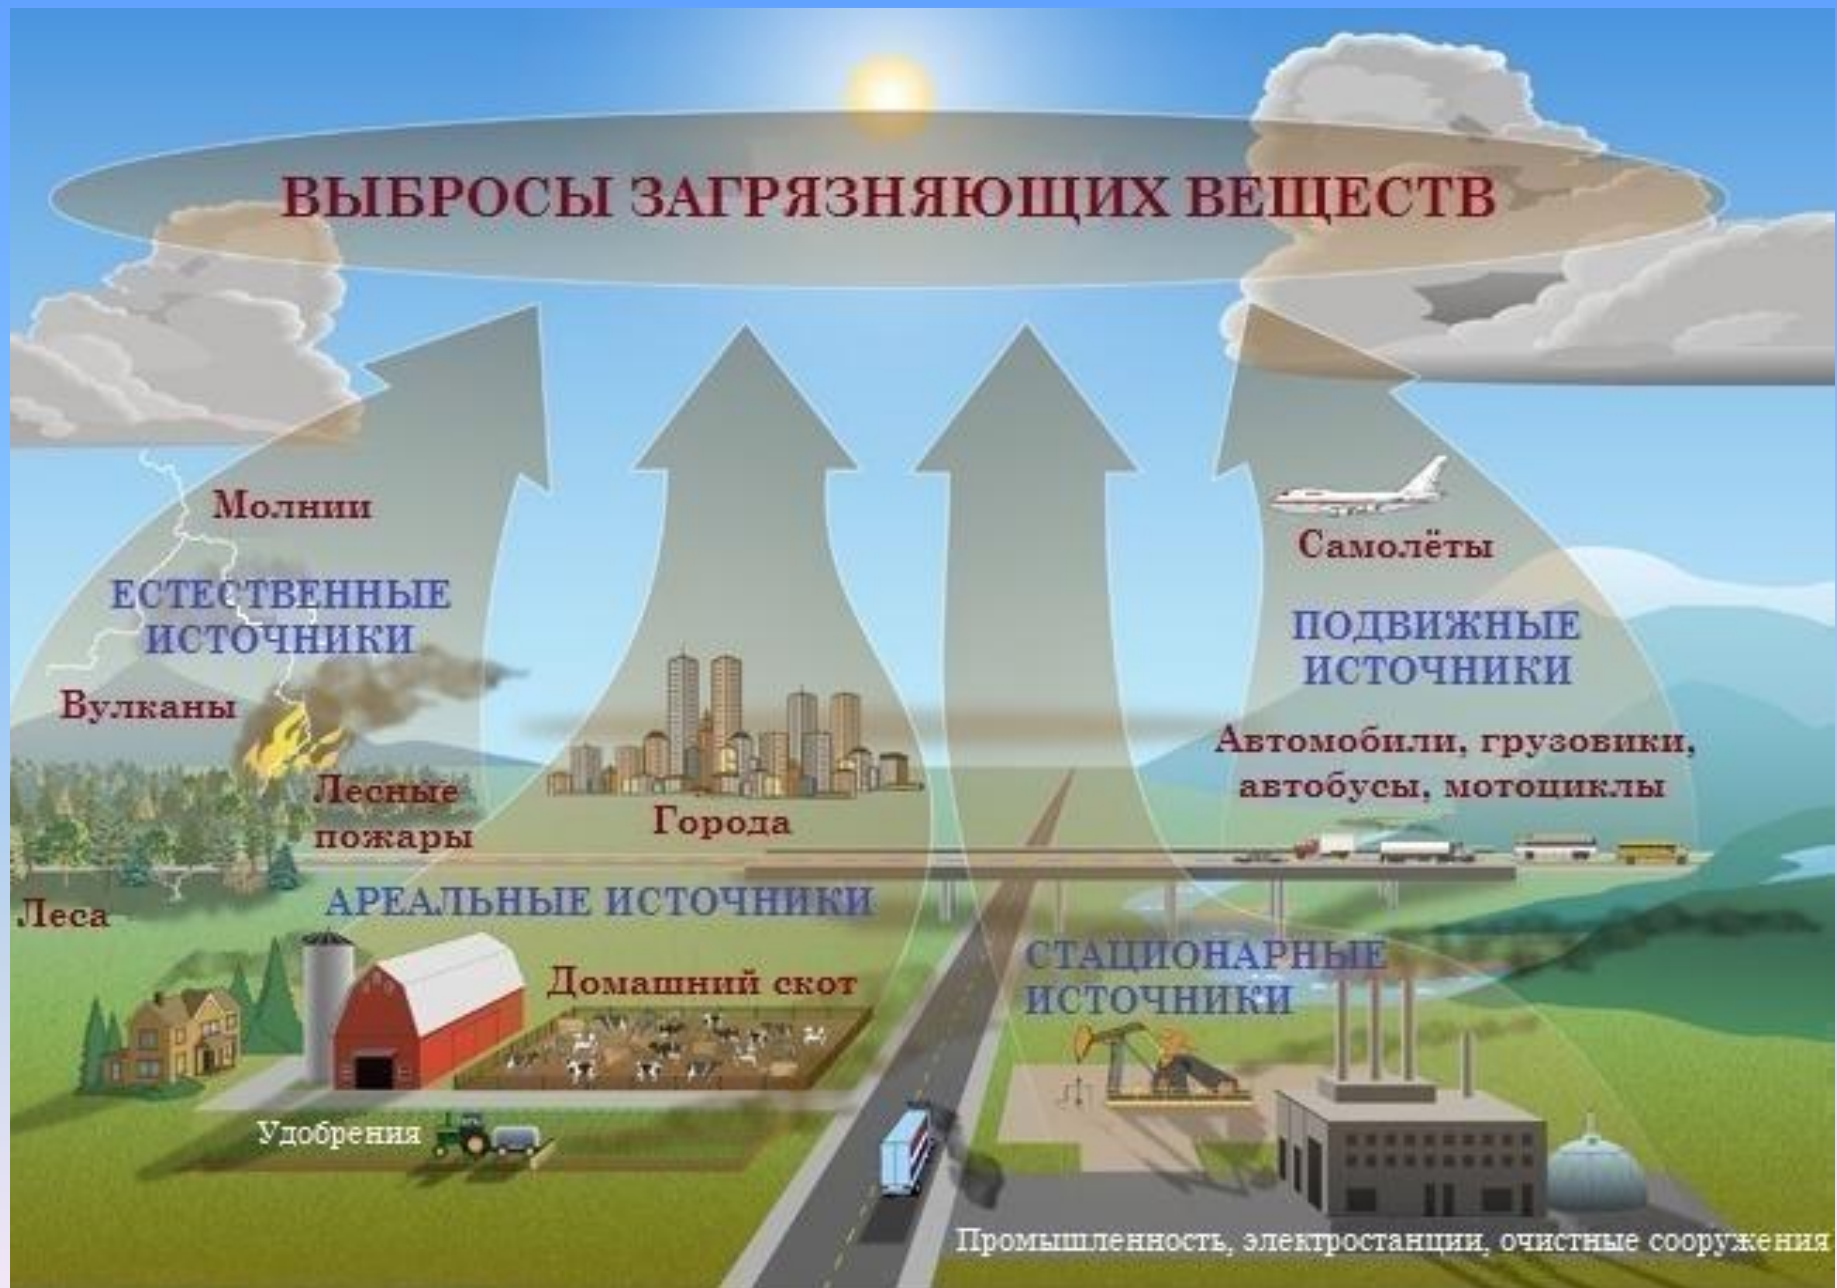 ВЫБРОСЫ ЗАГРЯЗНЯЮЩИХ ВЕЩЕСТВ
Молнии
ЕСТЕСТВЕННЫЕ
ИСТОЧНИКИ
Вулканы
Лесные
пожары
Леса
Города
АРЕАЛЬНЫЕ ИСТОЧНИКИ
Домашний скот
Удобрения
Самолёты
ПОДВИЖНЫЕ
ИСТОЧНИКИ
Автомобили, грузовики,
автобусы, мотоциклы
СТАЦИОНАРНЫЕ
ИСТОЧНИКИ
Промышленность, электростанции, очистные сооружения